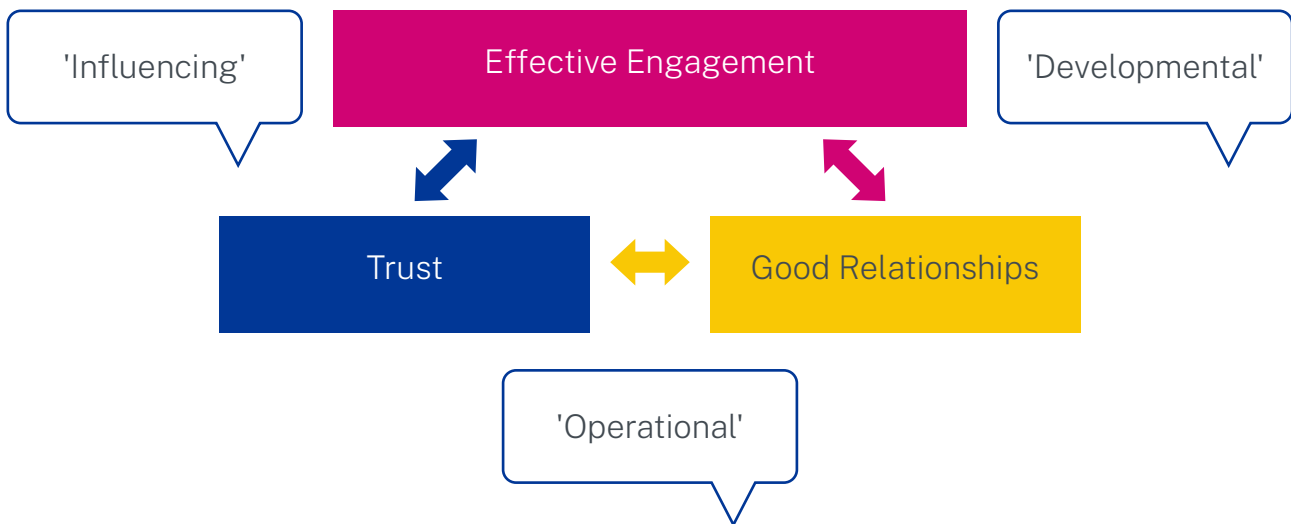 'Influencing'
Effective Engagement
'Developmental'
Trust
Good Relationships
'Operational'